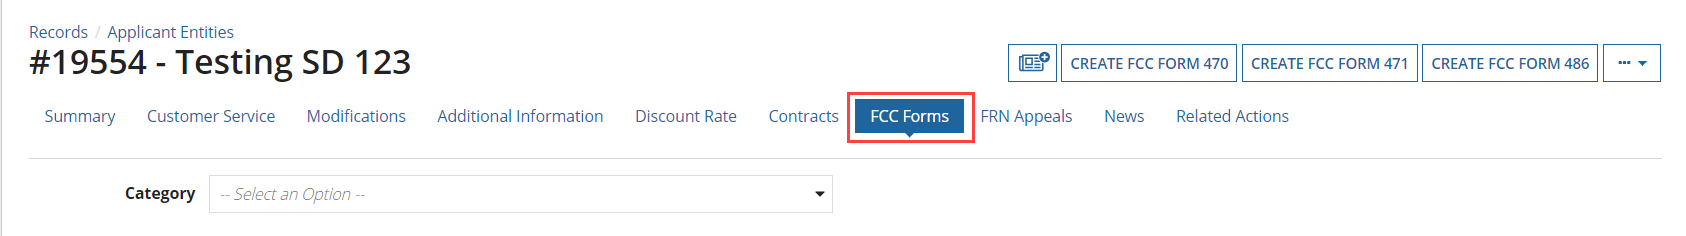 Records / Applicant Entities
#19554 - Testing SD 123
CREATE FCC FORM 470 CREATE FCC FORM 471 CREATE FCC FORM 486 ...
Summary Customer Service Modifications Additional Information Discount Rate Contracts FCC Forms FRN Appeals News Related Actions
Category -- Select an Option --